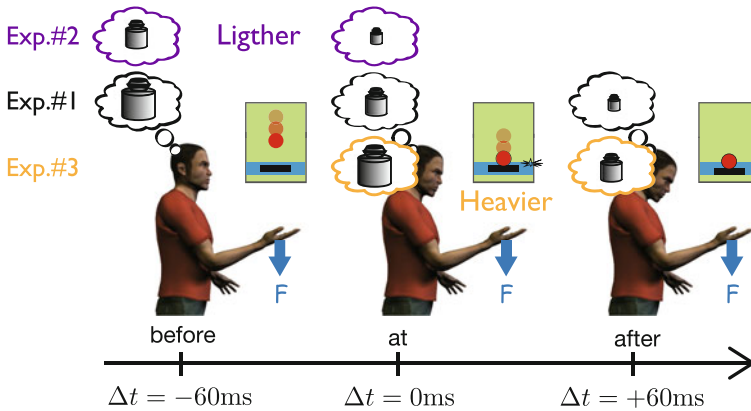 Exp.#2 Ligther
Exp.#1
Exp.#3
Heavier
F F
before at after
Δt = −60ms Δt = 0ms Δt = +60ms